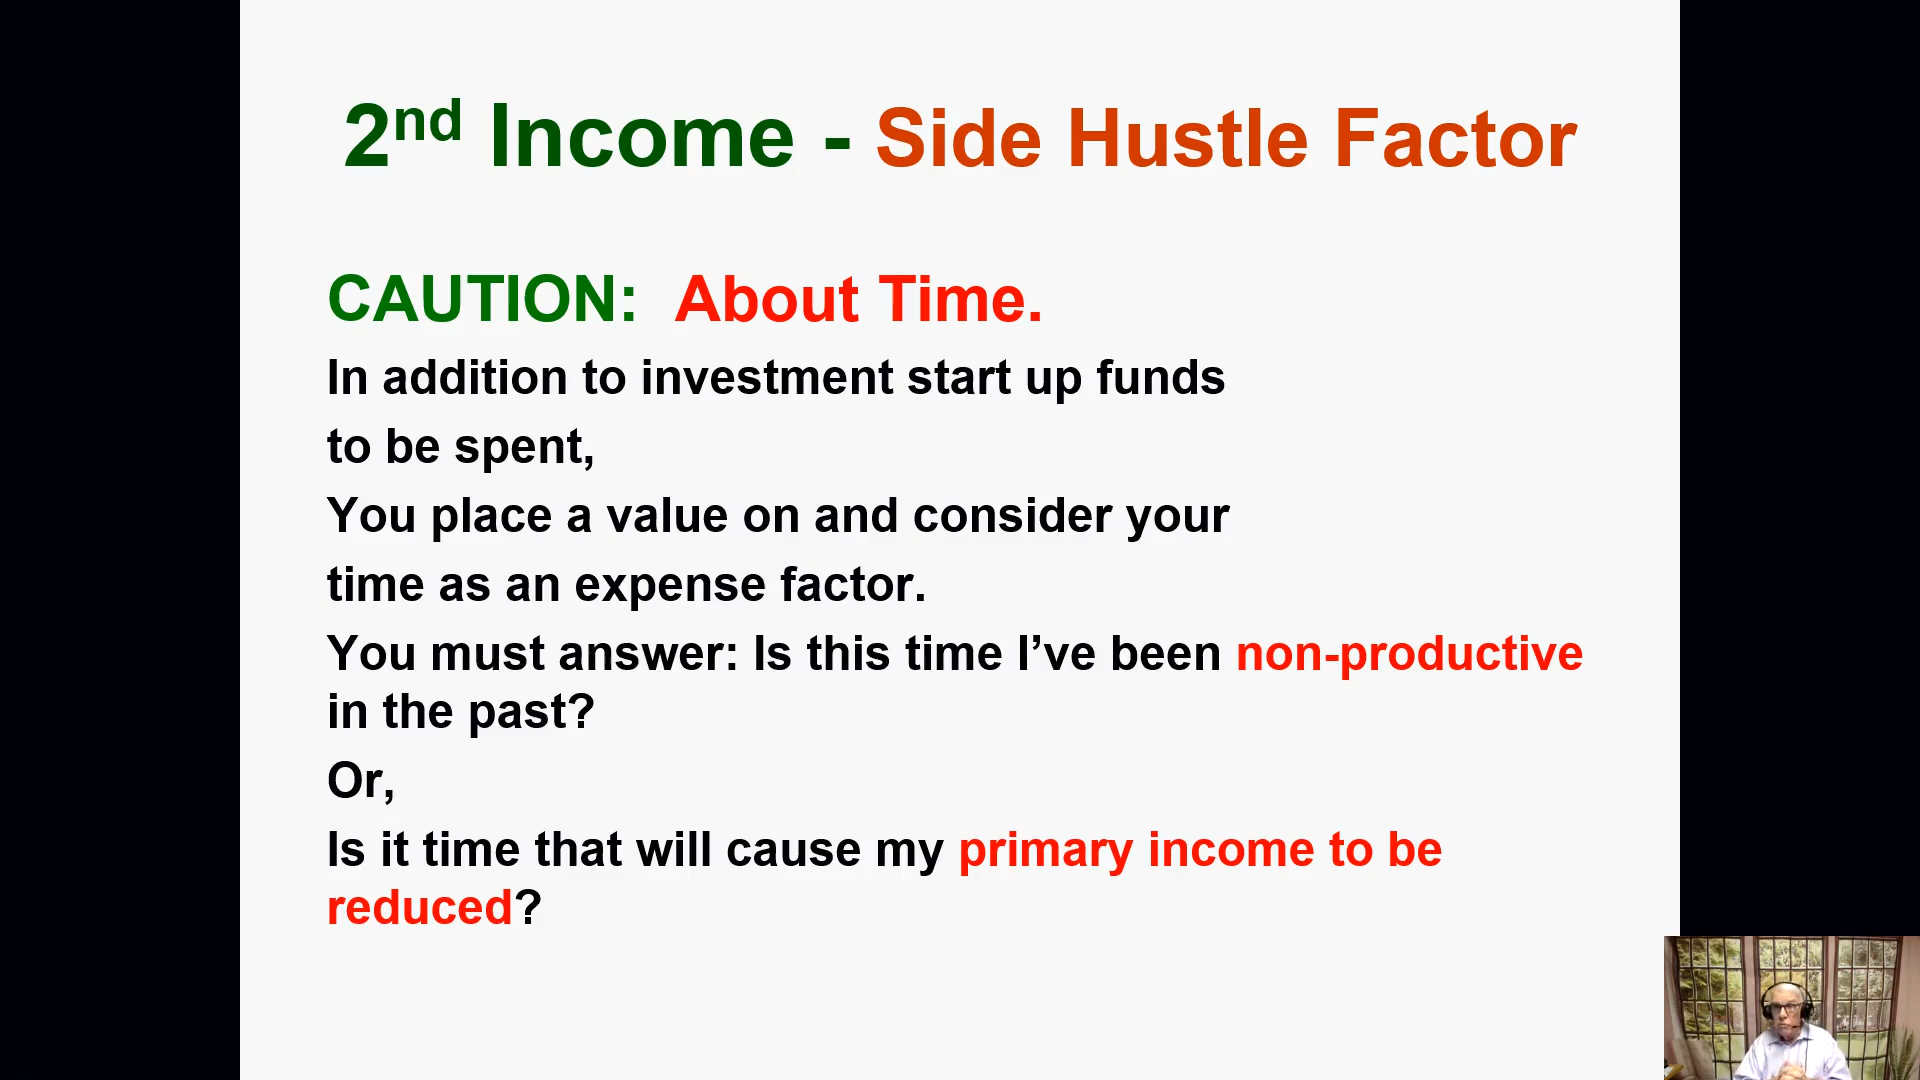 2nd Income - Side Hustle Factor
CAUTION: About Time.
In addition to investment start up funds
to be spent,
You place a value on and consider your
time as an expense factor.
You must answer: Is this time I’ve been non-productive
in the past?
Or,
Is it time that will cause my primary income to be
reduced?